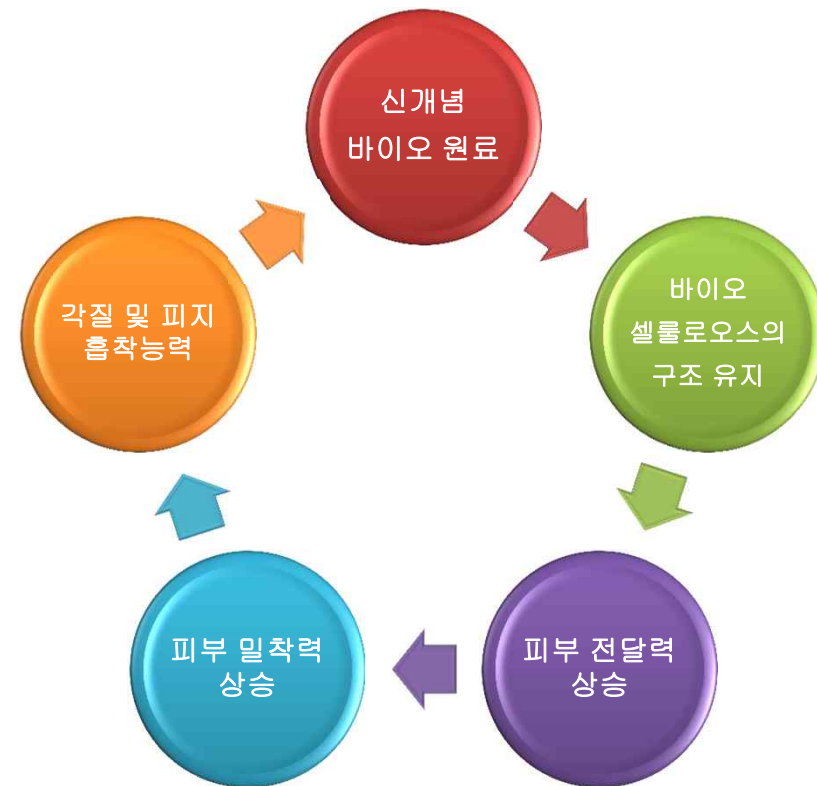 신개념
바이오 원료
바이오
셀룰로오스의
구조 유지
피부 전달력
상승
피부 밀착력
상승
각질 및 피지
흡착능력